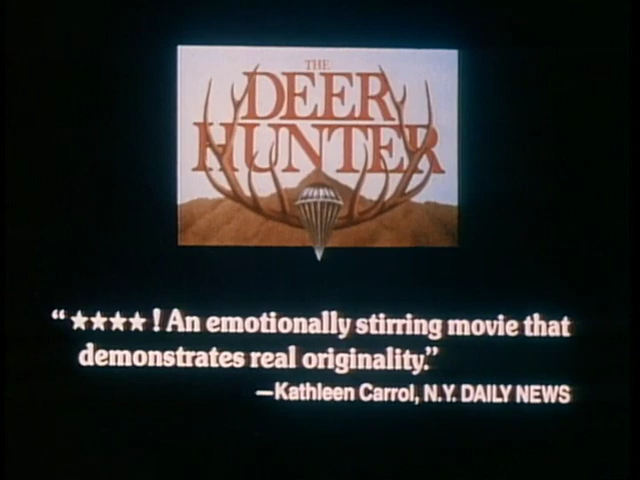 THE
DEER
HUNTER
“ ★★★★! An emotionally stirring movie that
demonstrates real originality.”
—Kathleen Carrol, N.Y. DAILY NEWS